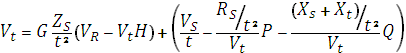 V_t = G \frac{Z_S}{t^2}(V_R - V_t H) + \left( \frac{V_S}{t} - \frac{R_S / t^2}{V_t} P - \frac{(X_s + X_t) / t^2}{V_t} Q \right)